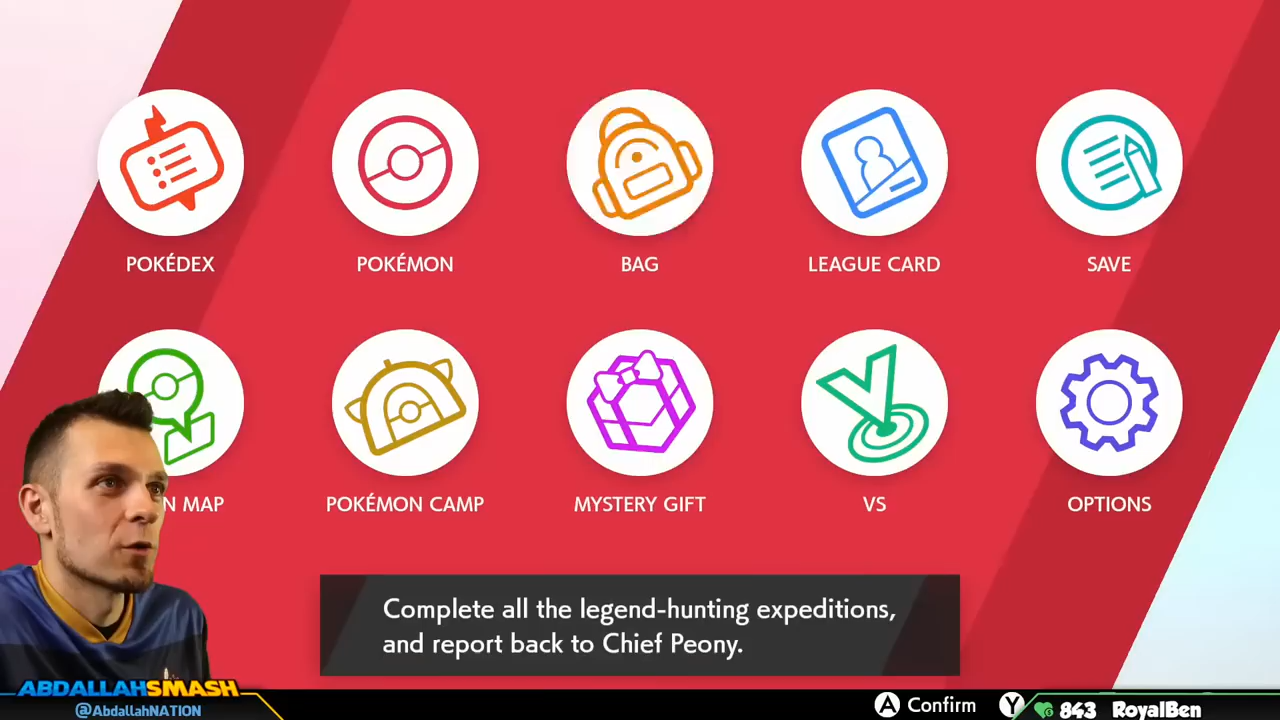 POKÉDEX
POKÉMON
BAG
LEAGUE CARD
SAVE
N MAP
POKÉMON CAMP
MYSTERY GIFT
VS
OPTIONS
Complete all the legend-hunting expeditions,
and report back to Chief Peony.
ABDALLAHSMASH
@AbdallahNATION
A Confirm
Y
843 RoyalBen